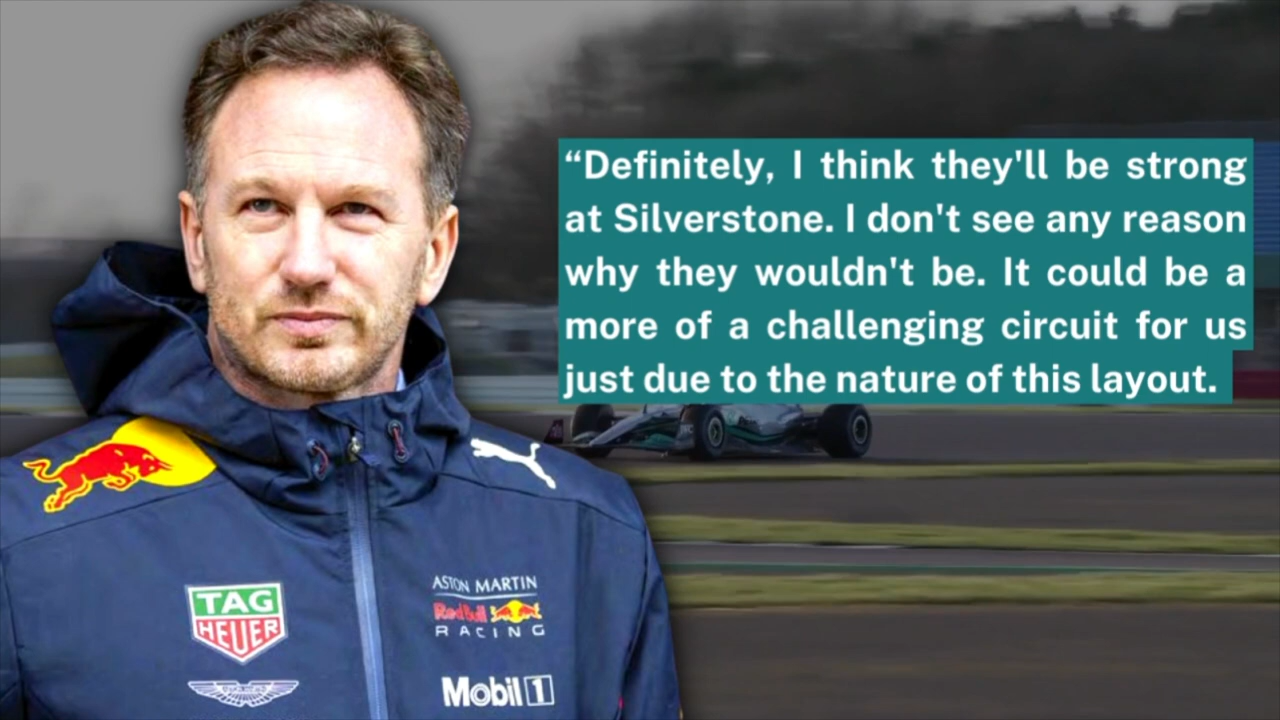 “Definitely, I think they'll be strong
at Silverstone. I don't see any reason
why they wouldn't be. It could be a
more of a challenging circuit for us
just due to the nature of this layout.
TAG
HEUER
ASTON MARTIN
Red Bull
RACING
Mobil 1